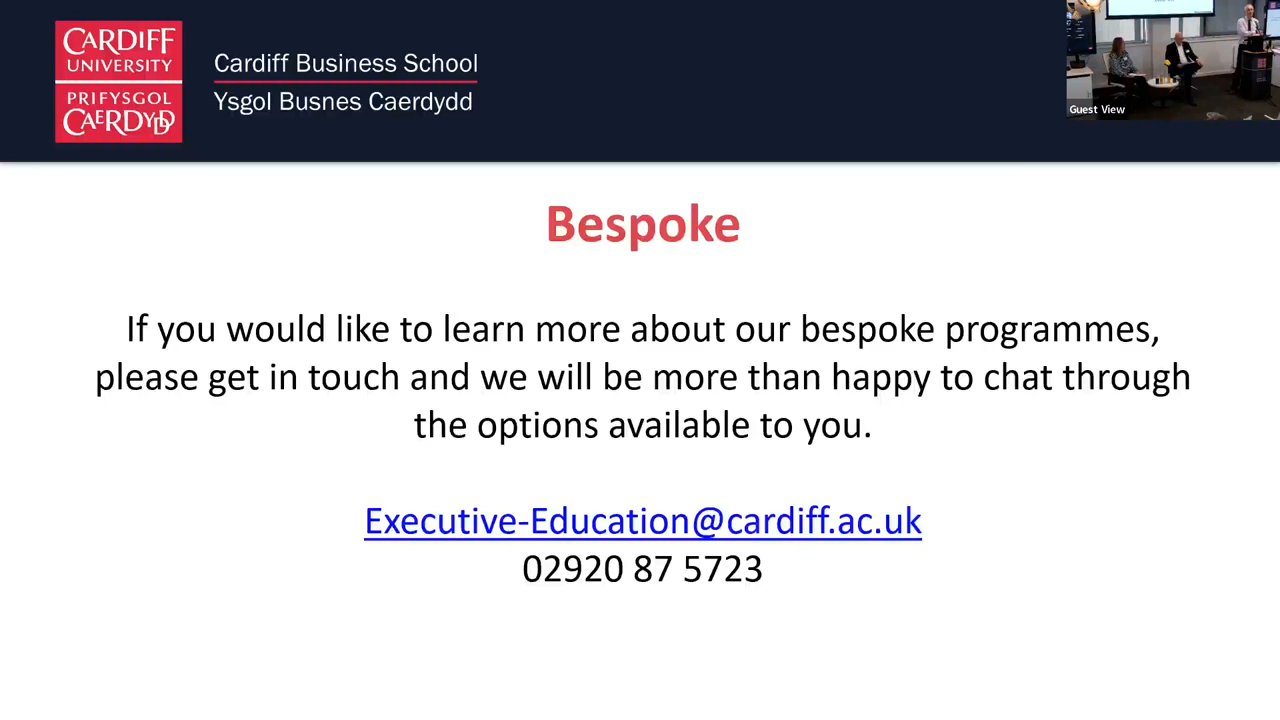 CARDIFF
UNIVERSITY
PRIFYSGOL
CAERDYDD
Cardiff Business School
Ysgol Busnes Caerdydd
Guest View
Bespoke
If you would like to learn more about our bespoke programmes,
please get in touch and we will be more than happy to chat through
the options available to you.
Executive-Education@cardiff.ac.uk
02920 87 5723